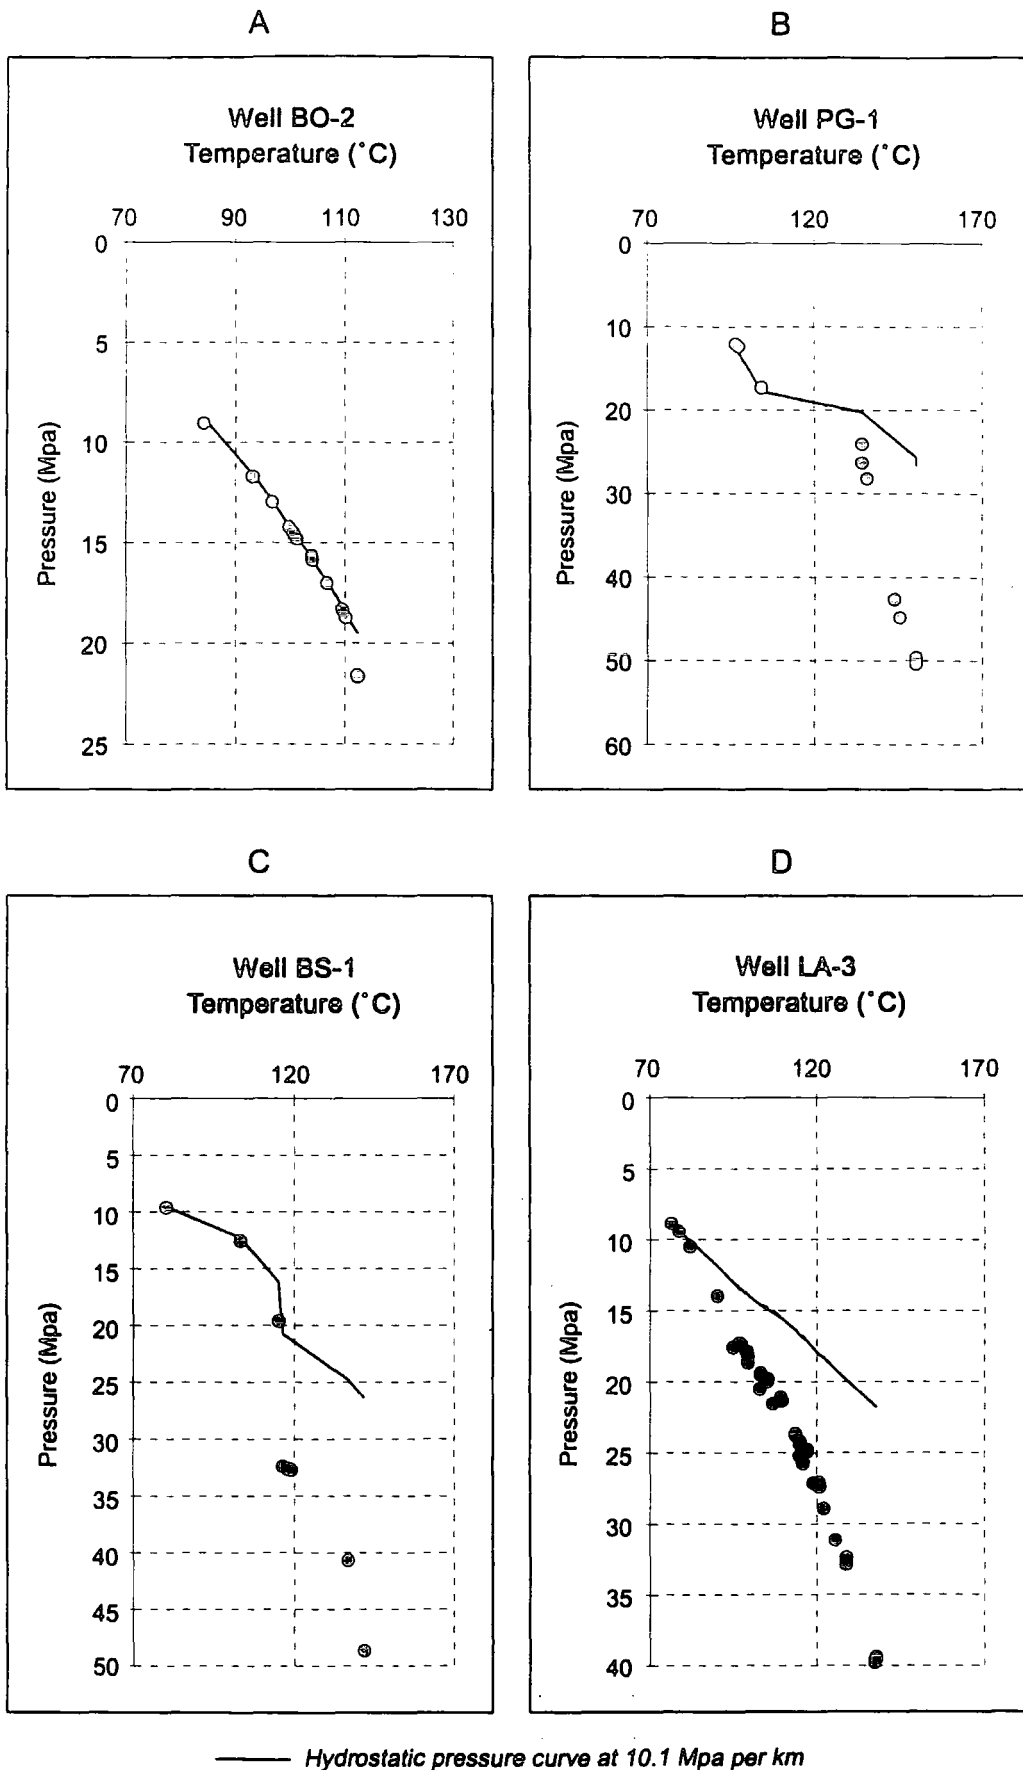 A
Well BO-2
Temperature (°C)
70 90 110 130
0
5
10
15
20
25
Pressure (Mpa)
B
Well PG-1
Temperature (°C)
70 120 170
0
10
20
30
40
50
60
Pressure (Mpa)
C
Well BS-1
Temperature (°C)
70 120 170
0
5
10
15
20
25
30
35
40
45
50
Pressure (Mpa)
D
Well LA-3
Temperature (°C)
70 120 170
0
5
10
15
20
25
30
35
40
Pressure (Mpa)
Hydrostatic pressure curve at 10.1 Mpa per km